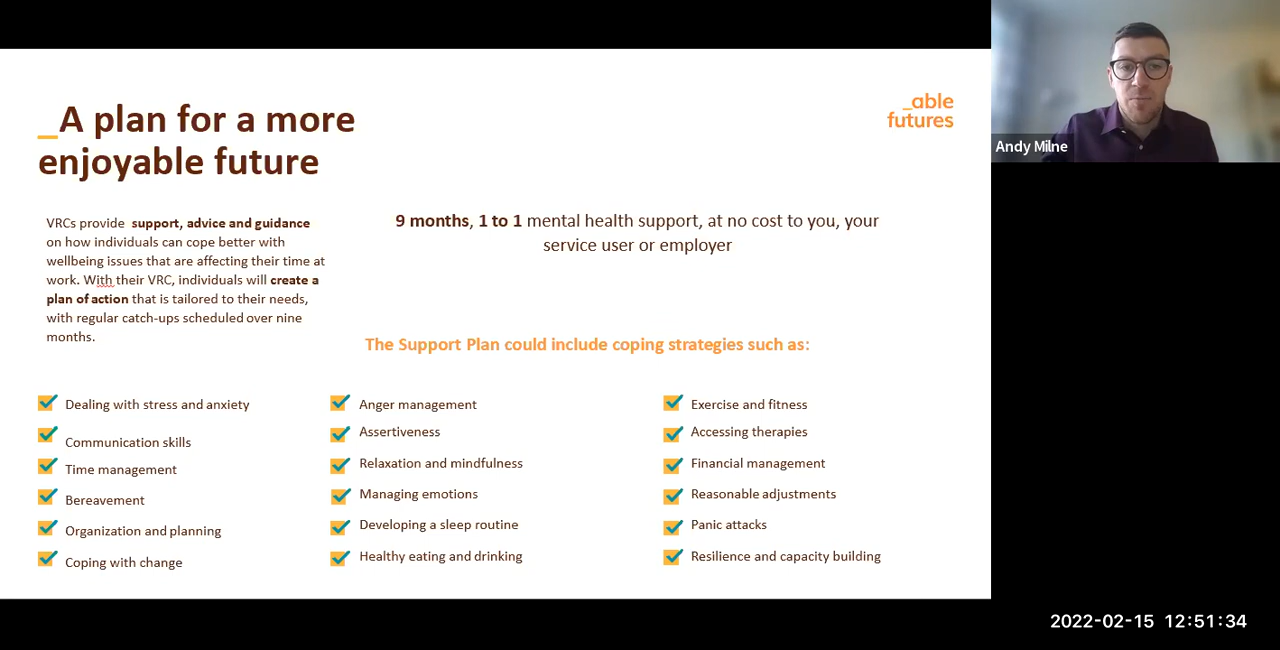 _A plan for a more
enjoyable future
_able
futures
Andy Milne
VRCs provide support, advice and guidance
on how individuals can cope better with
wellbeing issues that are affecting their time at
work. With their VRC, individuals will create a
plan of action that is tailored to their needs,
with regular catch-ups scheduled over nine
months.
9 months, 1 to 1 mental health support, at no cost to you, your
service user or employer
The Support Plan could include coping strategies such as:
Dealing with stress and anxiety
Communication skills
Time management
Bereavement
Organization and planning
Coping with change
Anger management
Assertiveness
Relaxation and mindfulness
Managing emotions
Developing a sleep routine
Healthy eating and drinking
Exercise and fitness
Accessing therapies
Financial management
Reasonable adjustments
Panic attacks
Resilience and capacity building
2022-02-15 12:51:34